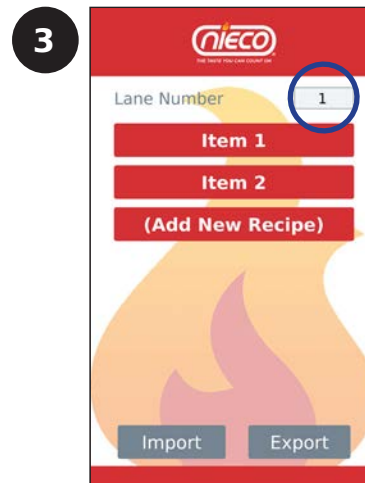 3
nieco
THE TASTE YOU CAN COUNT ON
Lane Number 1
Item 1
Item 2
(Add New Recipe)
Import Export